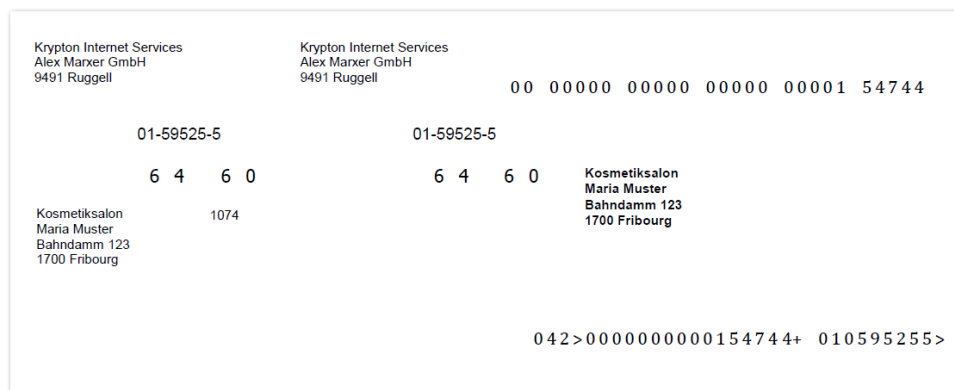 Krypton Internet Services
Alex Marxer GmbH
9491 Ruggell
Krypton Internet Services
Alex Marxer GmbH
9491 Ruggell
00 00000 00000 00000 00001 54744
01-59525-5
01-59525-5
6 4 6 0
6 4 6 0
Kosmetiksalon
Maria Muster
Bahndamm 123
1700 Fribourg
1074
Kosmetiksalon
Maria Muster
Bahndamm 123
1700 Fribourg
042>0000000000154744+ 010595255>